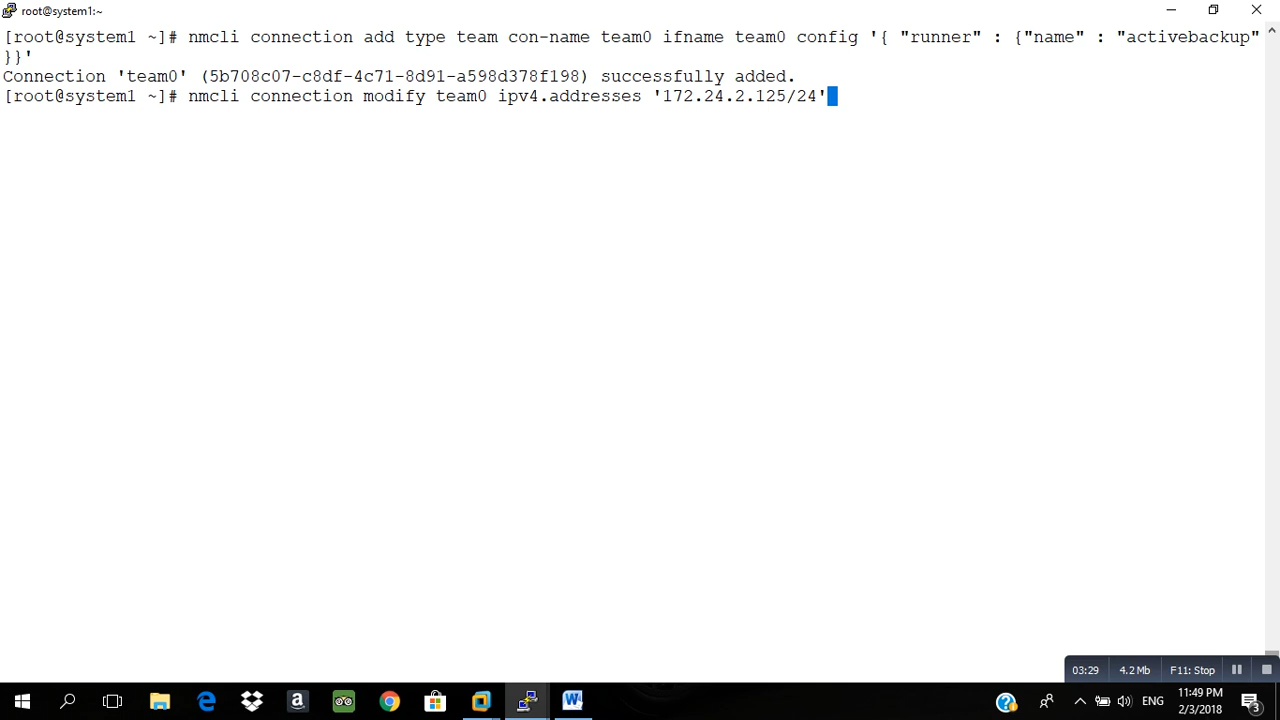 root@system1:~
[root@system1 ~]# nmcli connection add type team con-name team0 ifname team0 config '{ "runner" : {"name" : "activebackup"
}}'
Connection 'team0' (5b708c07-c8df-4c71-8d91-a598d378f198) successfully added.
[root@system1 ~]# nmcli connection modify team0 ipv4.addresses '172.24.2.125/24'
03:29 4.2 Mb F11: Stop
ENG
11:49 PM
2/3/2018
3